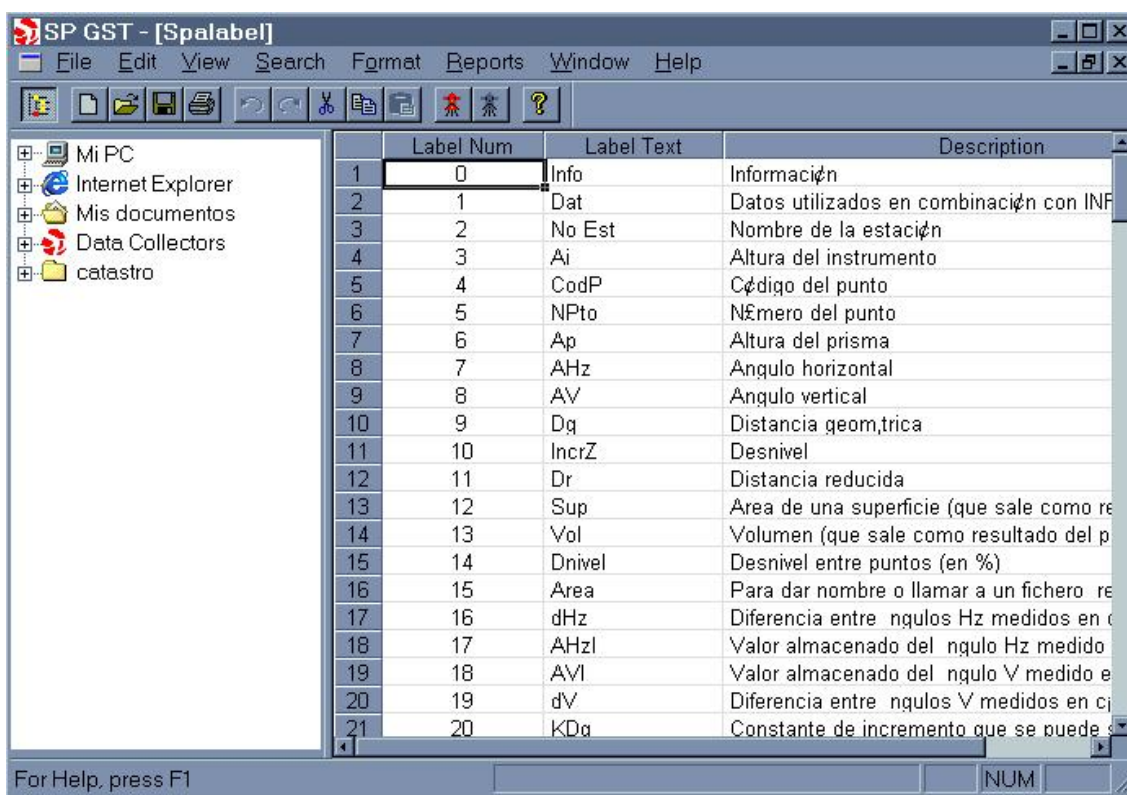 SP GST - [Spalabel]
File Edit View Search Format Reports Window Help
Mi PC
Internet Explorer
Mis documentos
Data Collectors
catastro
Label Num Label Text Description
1 0 Info Informaci¢n
2 1 Dat Datos utilizados en combinaci¢n con INF
3 2 No Est Nombre de la estaci¢n
4 3 Ai Altura del instrumento
5 4 CodP C¢digo del punto
6 5 NPto N£mero del punto
7 6 Ap Altura del prisma
8 7 AHz Angulo horizontal
9 8 AV Angulo vertical
10 9 Dg Distancia geom‚trica
11 10 IncrZ Desnivel
12 11 Dr Distancia reducida
13 12 Sup Area de una superficie (que sale como re
14 13 Vol Volumen (que sale como resultado del p
15 14 Dnivel Desnivel entre puntos (en %)
16 15 Area Para dar nombre o llamar a un fichero re
17 16 dHz Diferencia entre ngulos Hz medidos en
18 17 AHzI Valor almacenado del ngulo Hz medido
19 18 AVI Valor almacenado del ngulo V medido e
20 19 dV Diferencia entre ngulos V medidos en c¡
21 20 KDg Constante de incremento que se puede s
For Help, press F1
NUM